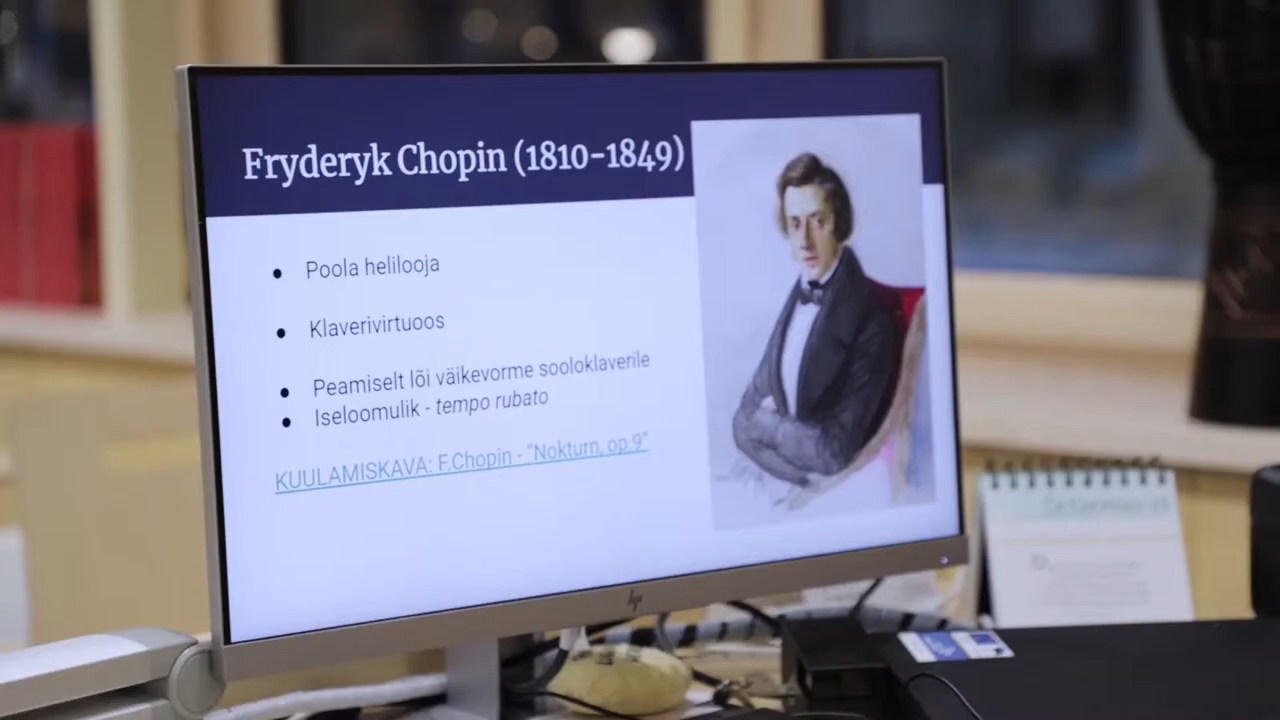 Fryderyk Chopin (1810-1849)
Poola helilooja
Klaverivirtuoos
Peamiselt lõi väikevorme sooloklaverile
Iseloomulik - tempo rubato
KUULAMISKAVA: F.Chopin - "Nokturn, op.9"
hp